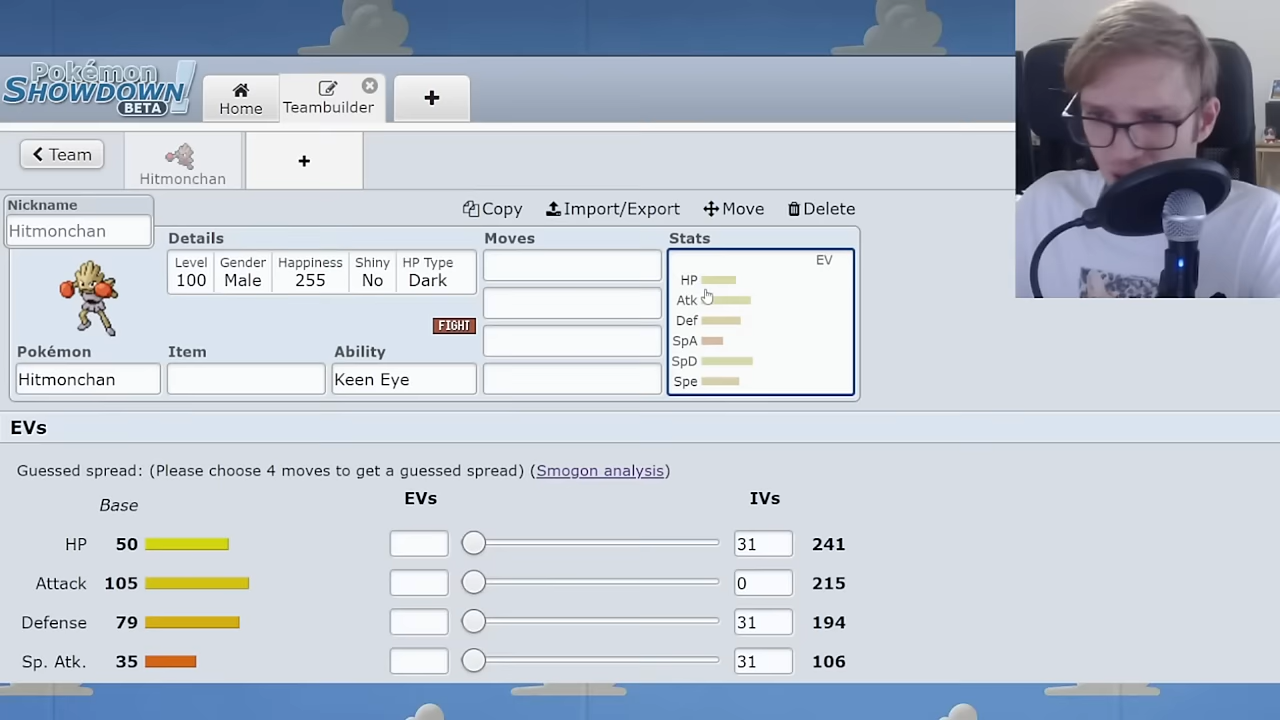 Pokémon
SHOWDOWN!
BETA
Home
Teambuilder
+
Team
Hitmonchan
+
Copy
Import/Export
Move
Delete
Nickname
Hitmonchan
Details
Level
100
Gender
Male
Happiness
255
Shiny
No
HP Type
Dark
FIGHT
Pokémon
Hitmonchan
Item
Ability
Keen Eye
Moves
Stats
EV
HP
Atk
Def
SpA
SpD
Spe
EVs
Guessed spread: (Please choose 4 moves to get a guessed spread) (Smogon analysis)
Base EVs IVs
HP 50 31 241
Attack 105 0 215
Defense 79 31 194
Sp. Atk. 35 31 106